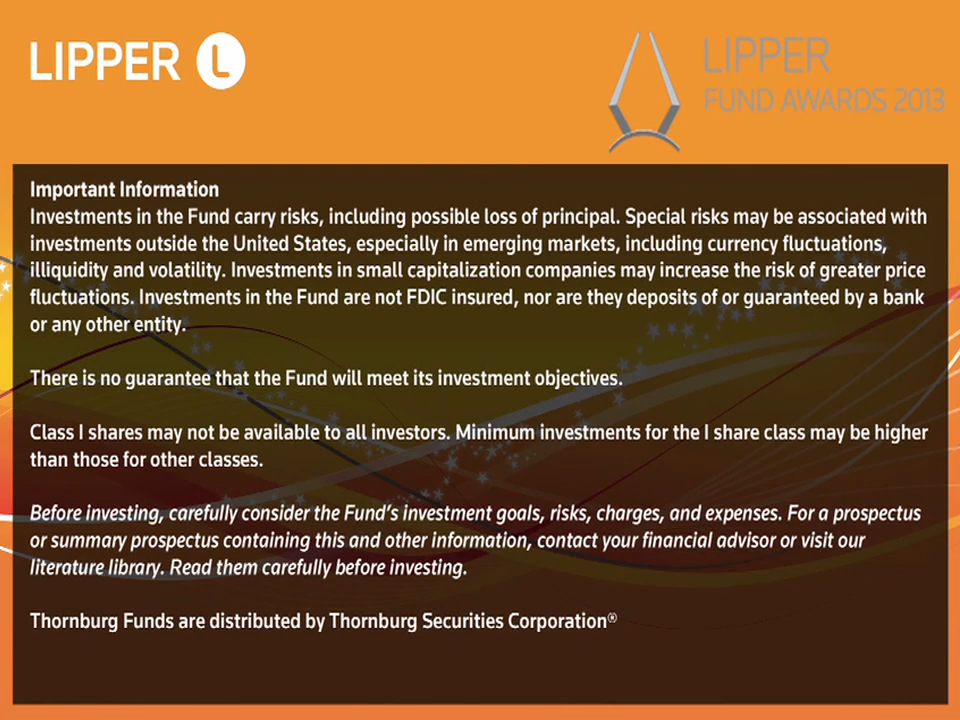 LIPPER L
LIPPER
FUND AWARDS 2013
Important Information
Investments in the Fund carry risks, including possible loss of principal. Special risks may be associated with
investments outside the United States, especially in emerging markets, including currency fluctuations,
illiquidity and volatility. Investments in small capitalization companies may increase the risk of greater price
fluctuations. Investments in the Fund are not FDIC insured, nor are they deposits of or guaranteed by a bank
or any other entity.
There is no guarantee that the Fund will meet its investment objectives.
Class I shares may not be available to all investors. Minimum investments for the I share class may be higher
than those for other classes.
Before investing, carefully consider the Fund's investment goals, risks, charges, and expenses. For a prospectus
or summary prospectus containing this and other information, contact your financial advisor or visit our
literature library. Read them carefully before investing.
Thornburg Funds are distributed by Thornburg Securities Corporation®